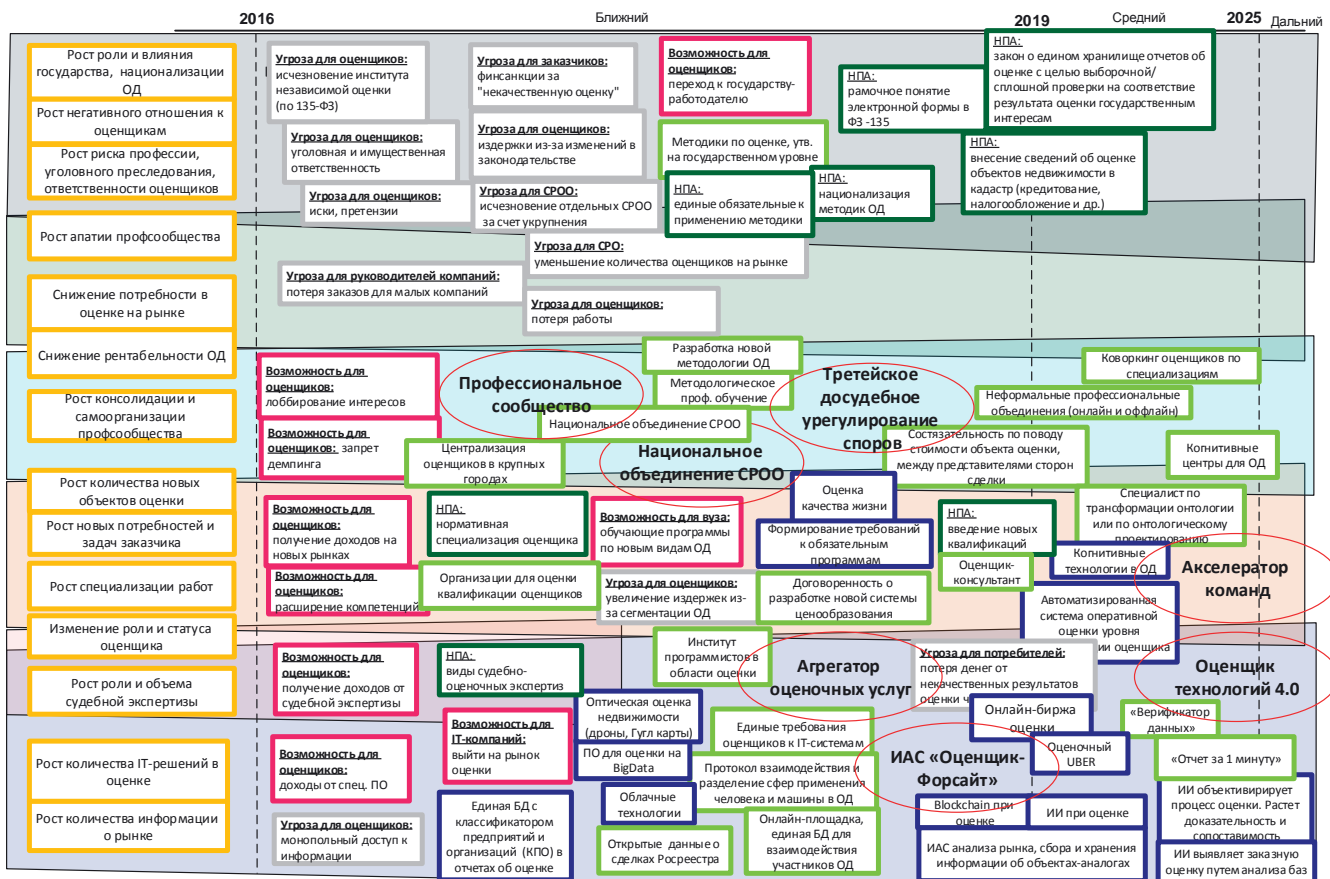 2016
Ближний
2019
Средний
2025
Дальний
Рост роли и влияния
государства, национализации
ОД
Рост негативного отношения к
оценщикам
Рост риска профессии,
уголовного преследования,
ответственности оценщиков
Рост апатии профсообщества
Снижение потребности в
оценке на рынке
Снижение рентабельности ОД
Рост консолидации и
самоорганизации
профсообщества
Рост количества новых
объектов оценки
Рост новых потребностей и
задач заказчика
Рост специализации работ
Изменение роли и статуса
оценщика
Рост роли и объема
судебной экспертизы
Рост количества IT-решений в
оценке
Рост количества информации
о рынке
Угроза для оценщиков:
исчезновение института
независимой оценки
(по 135-ФЗ)
Угроза для оценщиков:
уголовная и имущественная
ответственность
Угроза для оценщиков:
иски, претензии
Угроза для заказчиков:
финсанкции за
"некачественную оценку"
Угроза для оценщиков:
издержки из-за изменений в
законодательстве
Угроза для СРОО:
исчезновение отдельных СРОО
за счет укрупнения
Возможность для
оценщиков:
переход к государству-
работодателю
Методики по оценке, утв.
на государственном уровне
НПА:
единые обязательные к
применению методики
НПА:
рамочное понятие
электронной формы в
ФЗ -135
НПА:
национализация
методик ОД
НПА:
закон о едином хранилище отчетов об
оценке с целью выборочной/
сплошной проверки на соответствие
результата оценки государственным
интересам
НПА:
внесение сведений об оценке
объектов недвижимости в
кадастр (кредитование,
налогообложение и др.)
Угроза для СРО:
уменьшение количества оценщиков на рынке
Угроза для руководителей компаний:
потеря заказов для малых компаний
Угроза для оценщиков:
потеря работы
Возможность для
оценщиков:
лоббирование интересов
Возможность для
оценщиков: запрет
демпинга
Профессиональное
сообщество
Разработка новой
методологии ОД
Методологическое
проф. обучение
Национальное объединение СРОО
Централизация
оценщиков в крупных
городах
Национальное
объединение СРОО
Третейское
досудебное
урегулирование
споров
Коворкинг оценщиков по
специализациям
Неформальные профессиональные
объединения (онлайн и оффлайн)
Состязательность по поводу
стоимости объекта оценки,
между представителями сторон
сделки
Когнитивные
центры для ОД
Возможность для
оценщиков:
получение доходов на
новых рынках
Возможность для
оценщиков:
расширение компетенций
НПА:
нормативная
специализация оценщика
Организации для оценки
квалификации оценщиков
Возможность для вуза:
обучающие программы
по новым видам ОД
Угроза для оценщиков:
увеличение издержек из-
за сегментации ОД
Оценка
качества жизни
Формирование требований
к обязательным
программам
Договоренность о
разработке новой системы
ценообразования
НПА:
введение новых
квалификаций
Оценщик-
консультант
Специалист по
трансформации онтологии
или по онтологическому
проектированию
Когнитивные
технологии в ОД
Автоматизированная
система оперативной
оценки уровня
ии оценщика
Акселератор
команд
Возможность для
оценщиков:
получение доходов от
судебной экспертизы
НПА:
виды судебно-
оценочных экспертиз
Институт
программистов в
области оценки
Агрегатор
оценочных услуг
Угроза для потребителей:
потеря денег от
некачественных результатов
оценки ч
Оценщик
технологий 4.0
Возможность для
оценщиков:
доходы от спец. ПО
Угроза для оценщиков:
монопольный доступ к
информации
Возможность для
IT-компаний:
выйти на рынок
оценки
Единая БД с
классификатором
предприятий и
организаций (КПО) в
отчетах об оценке
Оптическая оценка
недвижимости
(дроны, Гугл карты)
ПО для оценки на
BigData
Облачные
технологии
Открытые данные о
сделках Росреестра
Единые требования
оценщиков к IT-системам
Протокол взаимодействия и
разделение сфер применения
человека и машины в ОД
Онлайн-площадка,
единая БД для
взаимодействия
участников ОД
ИАС «Оценщик-
Форсайт»
Онлайн-биржа
оценки
Оценочный
UBER
«Верификатор
данных»
«Отчет за 1 минуту»
Blockchain при
оценке
ИИ при оценке
ИАС анализа рынка, сбора и хранения
информации об объектах-аналогах
ИИ объективирирует
процесс оценки. Растет
доказательность и
сопоставимость
ИИ выявляет заказную
оценку путем анализа баз